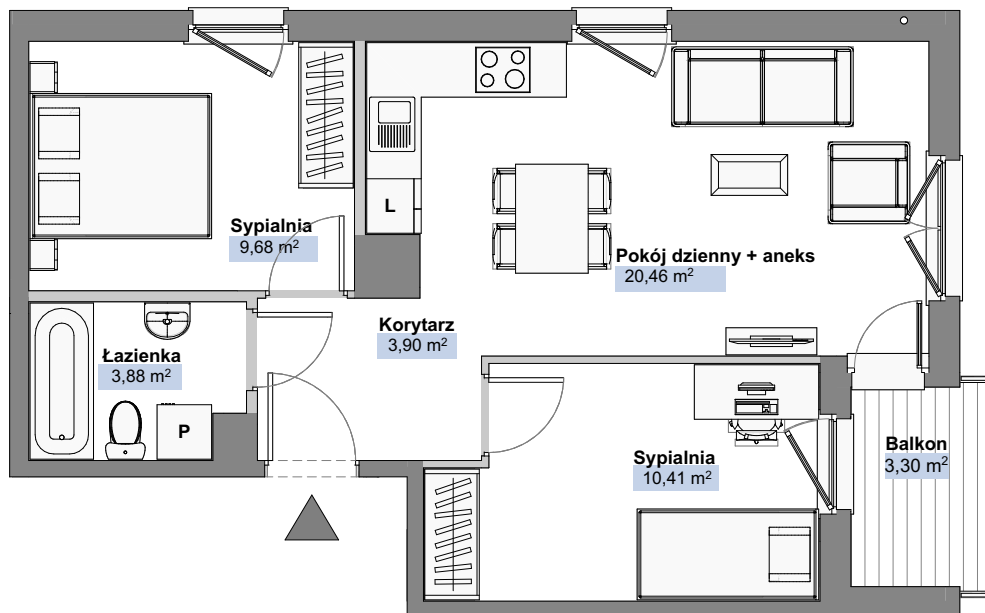 L
Sypialnia
9,68 m²
Pokój dzienny + aneks
20,46 m²
Korytarz
3,90 m²
Łazienka
3,88 m²
P
Sypialnia
10,41 m²
Balkon
3,30 m²